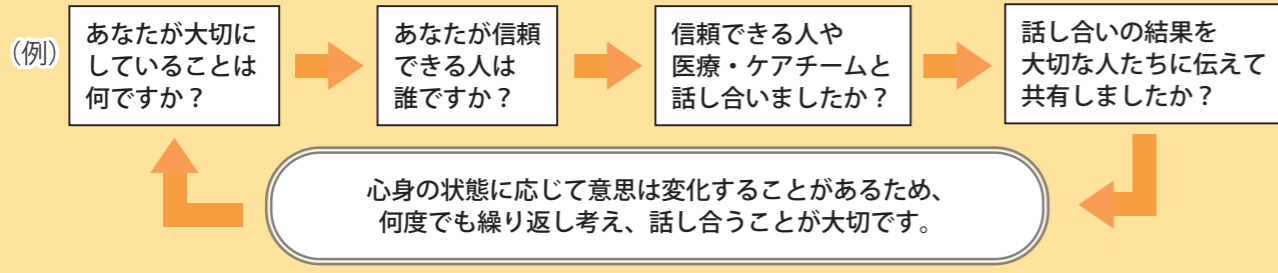 (例)
あなたが大切に
していることは
何ですか？
あなたが信頼
できる人は
誰ですか？
信頼できる人や
医療・ケアチームと
話し合いましたか？
話し合いの結果を
大切な人たちに伝えて
共有しましたか？
心身の状態に応じて意思は変化することがあるため、
何度でも繰り返し考え、話し合うことが大切です。